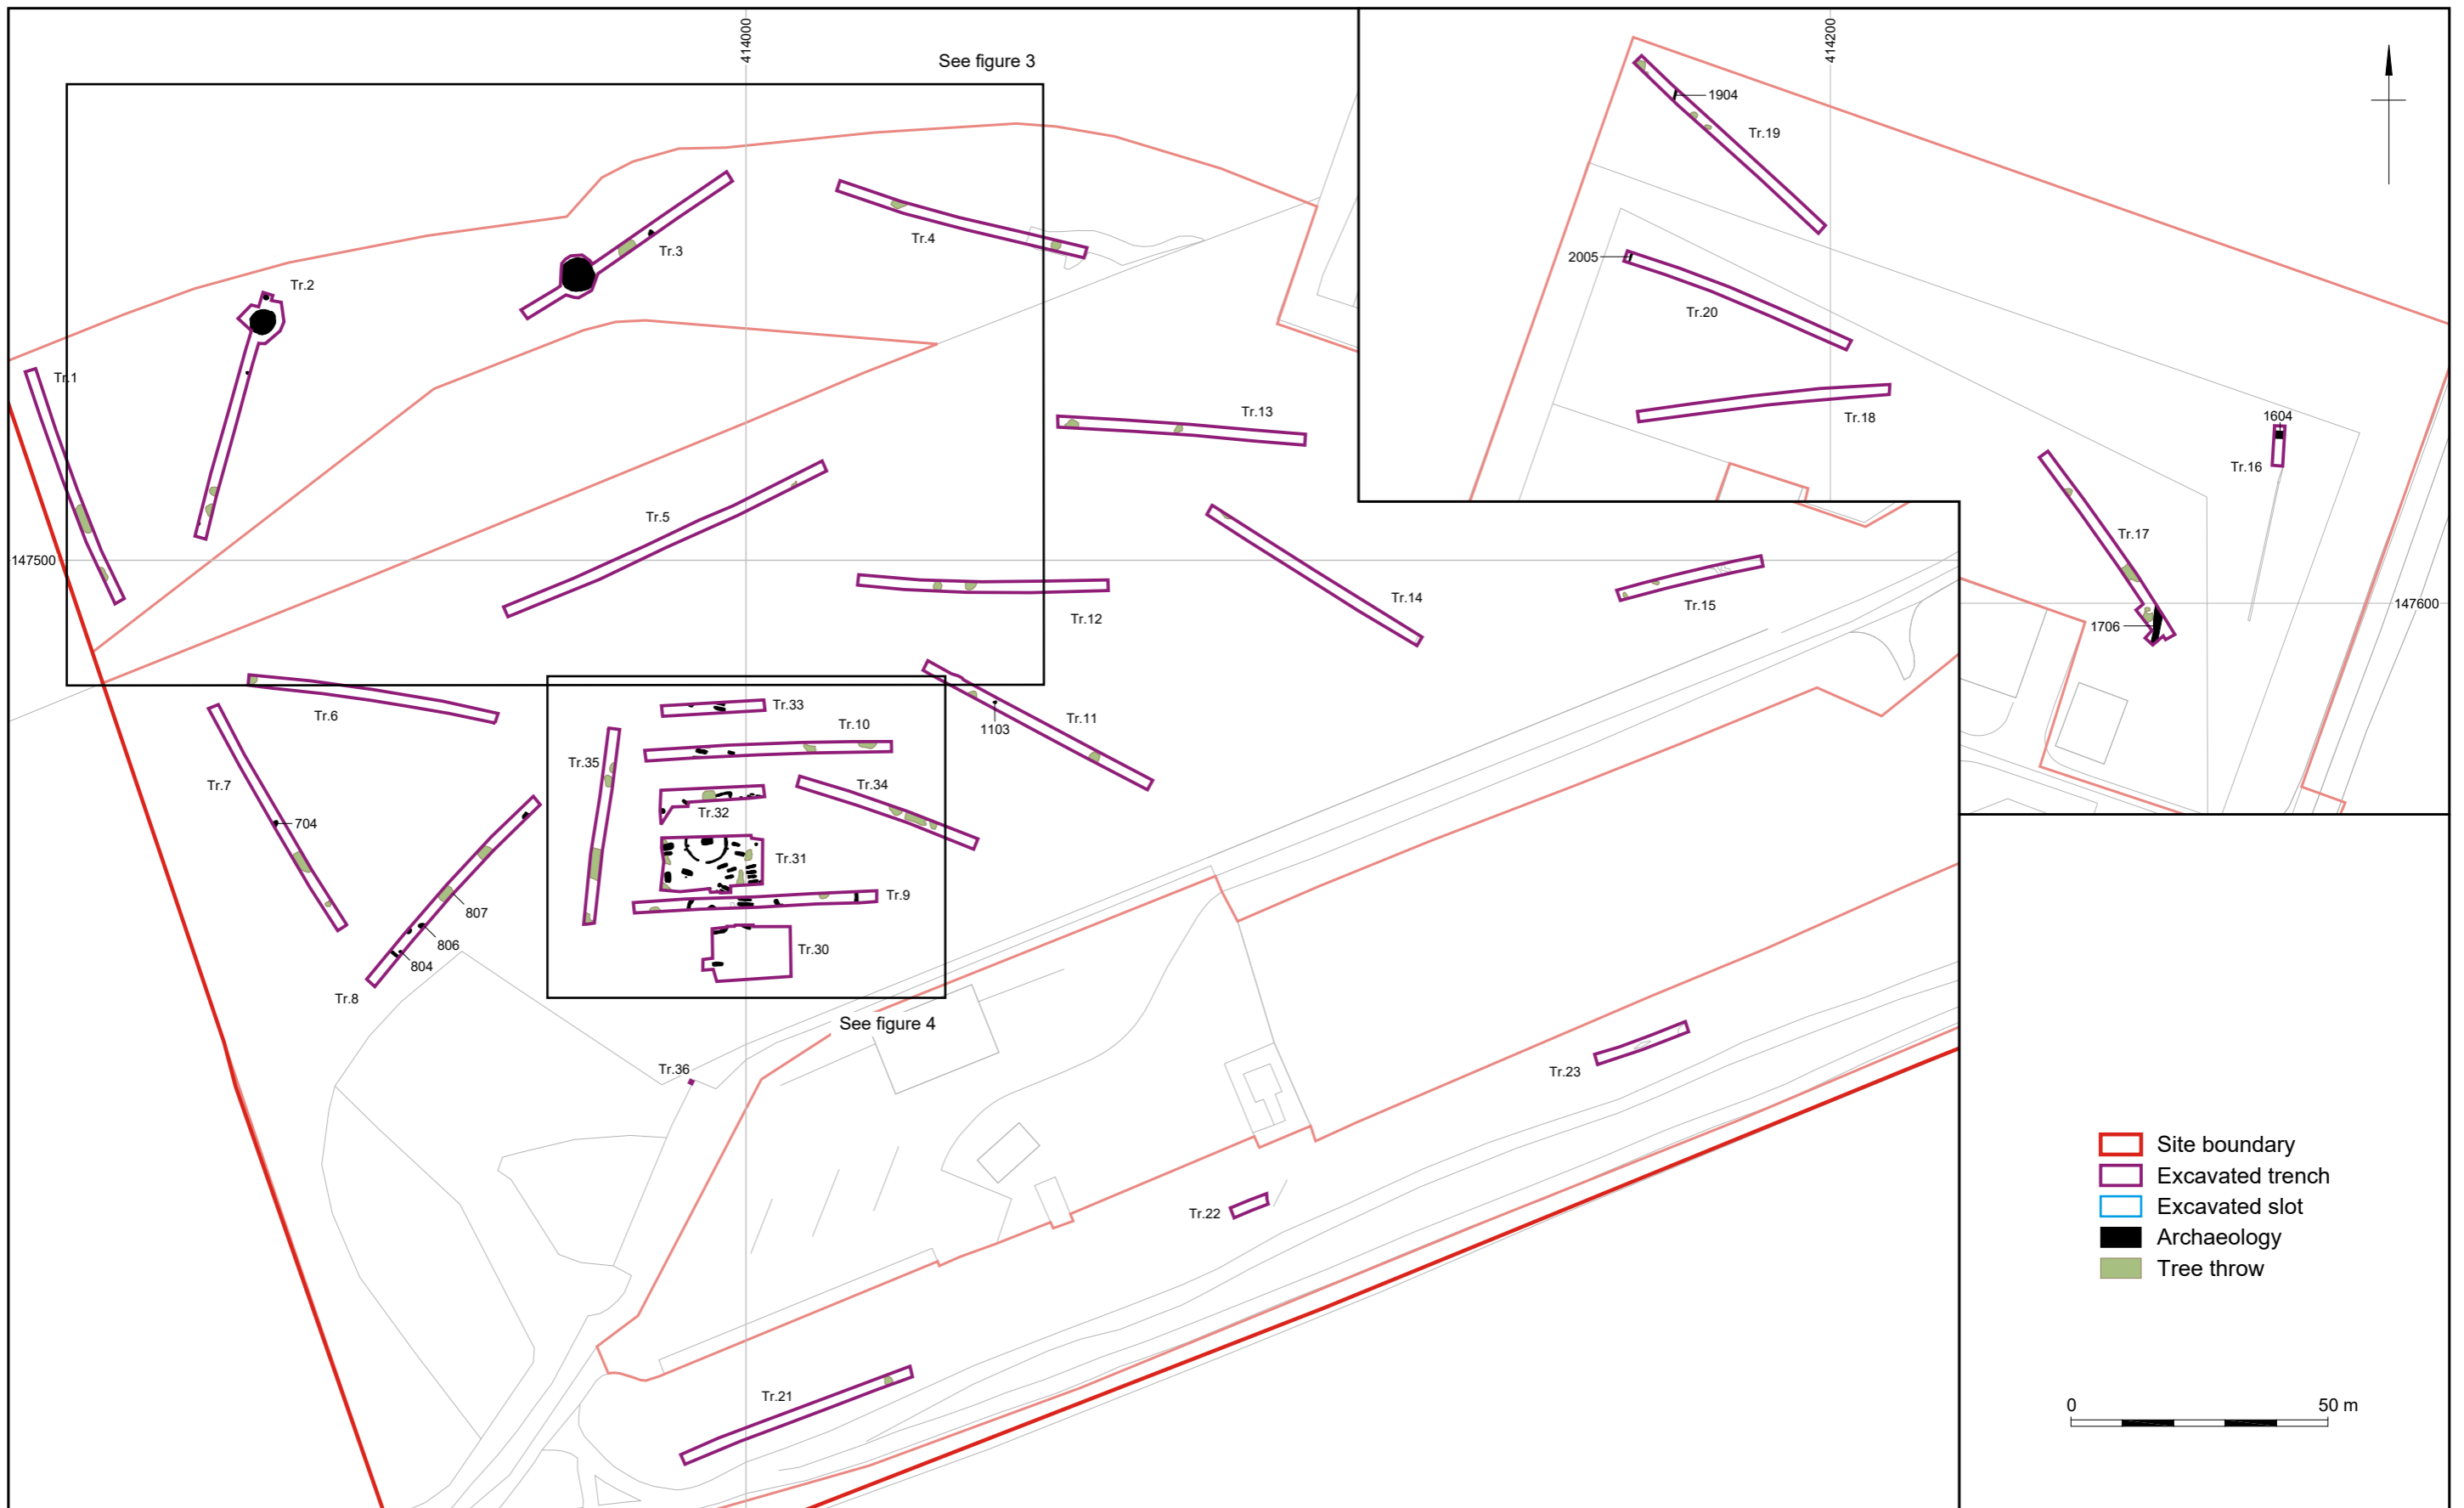 414000
414200
See figure 3
1904
Tr.19
Tr.3
Tr.4
2005
Tr.2
Tr.20
Tr.1
Tr.13
Tr.18
1604
Tr.16
Tr.5
Tr.17
147500
Tr.14
Tr.15
147600
Tr.12
1706
Tr.6
Tr.33
Tr.10
Tr.11
1103
Tr.35
Tr.7
Tr.34
Tr.32
704
Tr.31
Tr.9
807
806
Tr.30
804
Tr.8
See figure 4
Tr.36
Tr.23
Site boundary
Excavated trench
Tr.22
Excavated slot
Archaeology
Tree throw
Tr.21
0 50 m